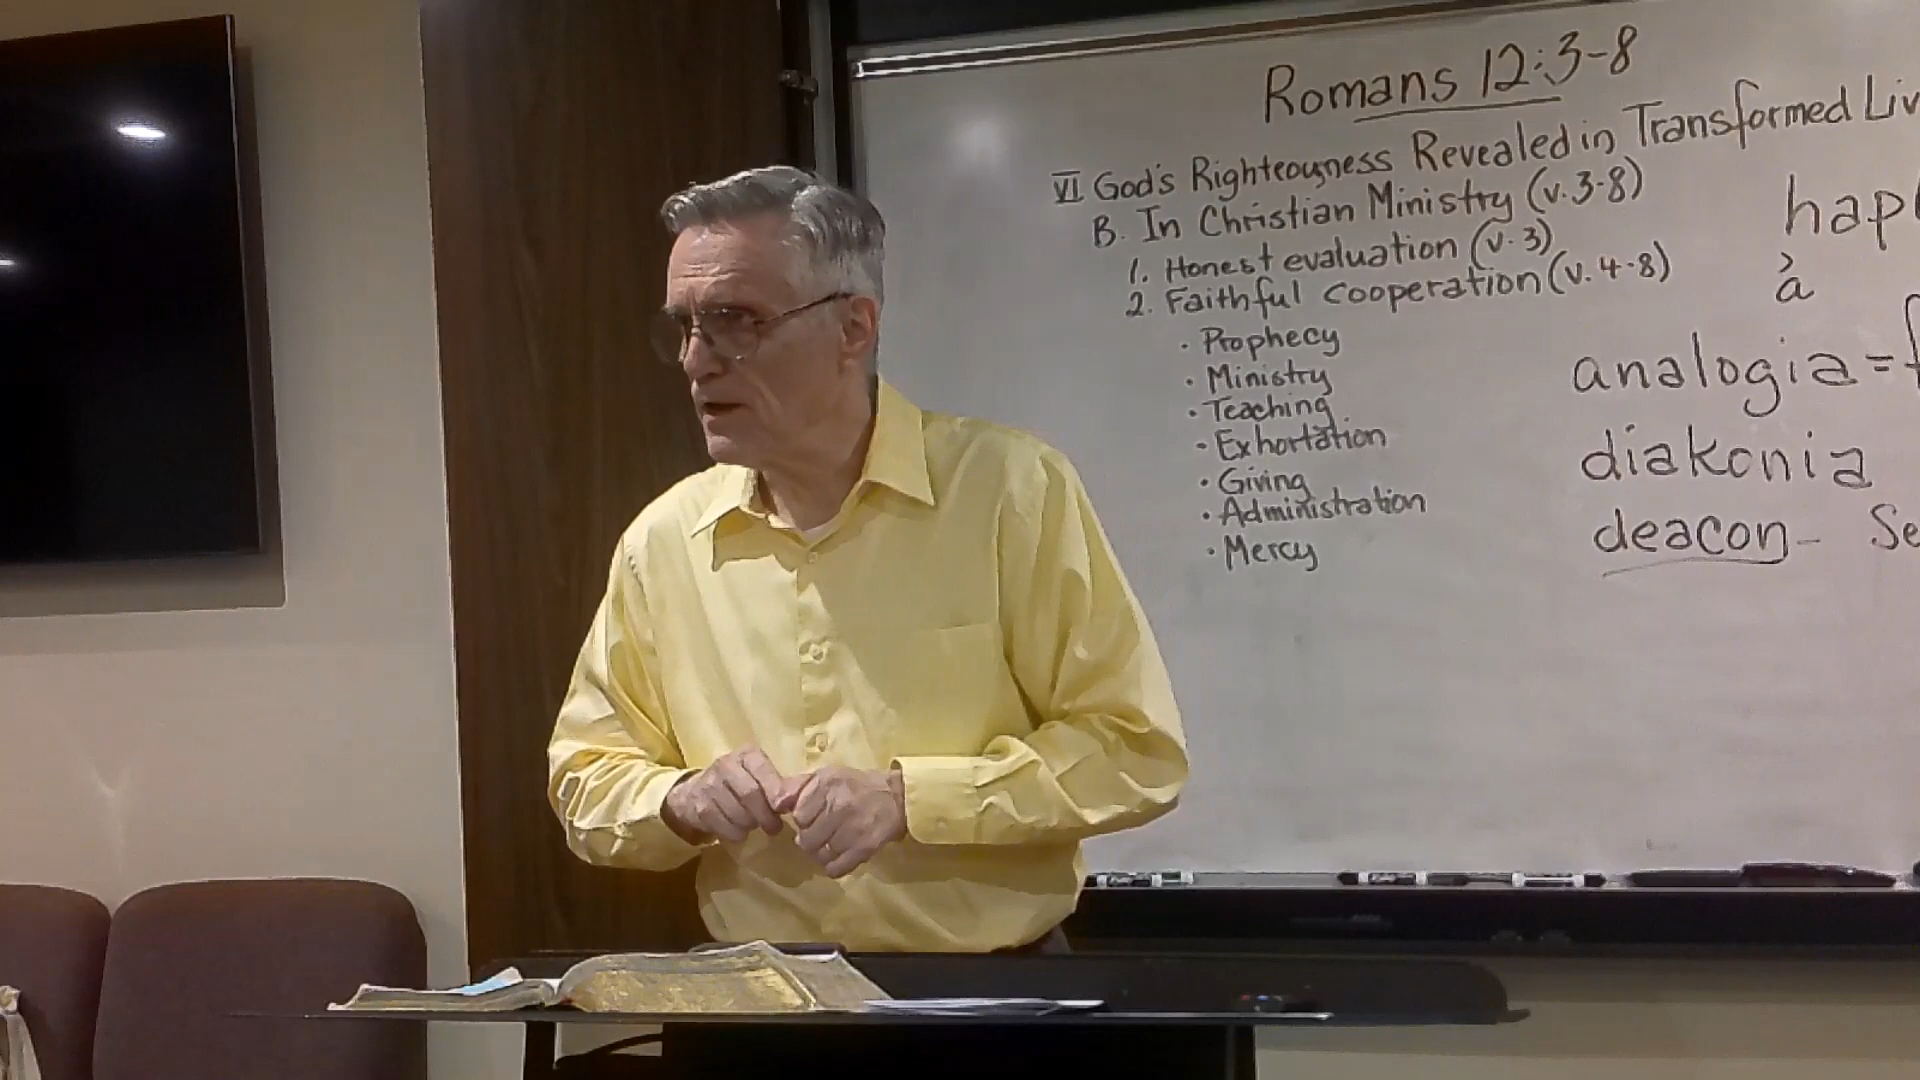 Romans 12:3-8
VI God's Righteousness Revealed in Transformed Liv
B. In Christian Ministry (v. 3-8)
1. Honest evaluation (v. 3)
2. Faithful cooperation (v. 4-8)
• Prophecy
• Ministry
• Teaching
• Exhortation
• Giving
• Administration
• Mercy
hap
a
analogia =
diakonia
deacon - Se